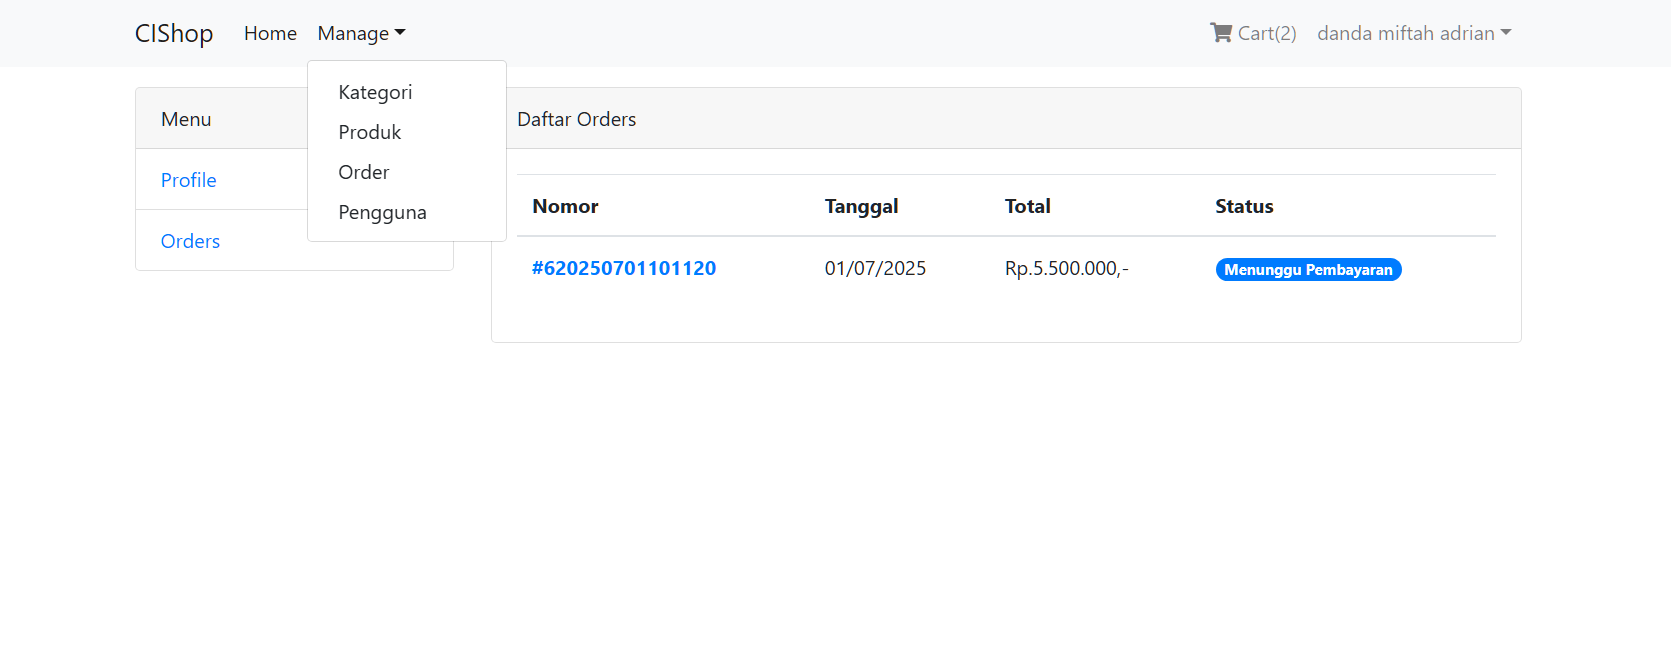 CIShop Home Manage Cart(2) danda miftah adrian
Kategori
Produk
Order
Pengguna
Menu
Profile
Orders
Daftar Orders
Nomor Tanggal Total Status
#620250701101120 01/07/2025 Rp.5.500.000,- Menunggu Pembayaran